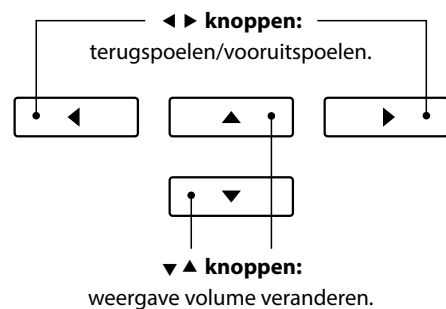 ◀ ▶ knoppen:
terugspoelen/vooruitspoelen.
▼ ▲ knoppen:
weergave volume veranderen.